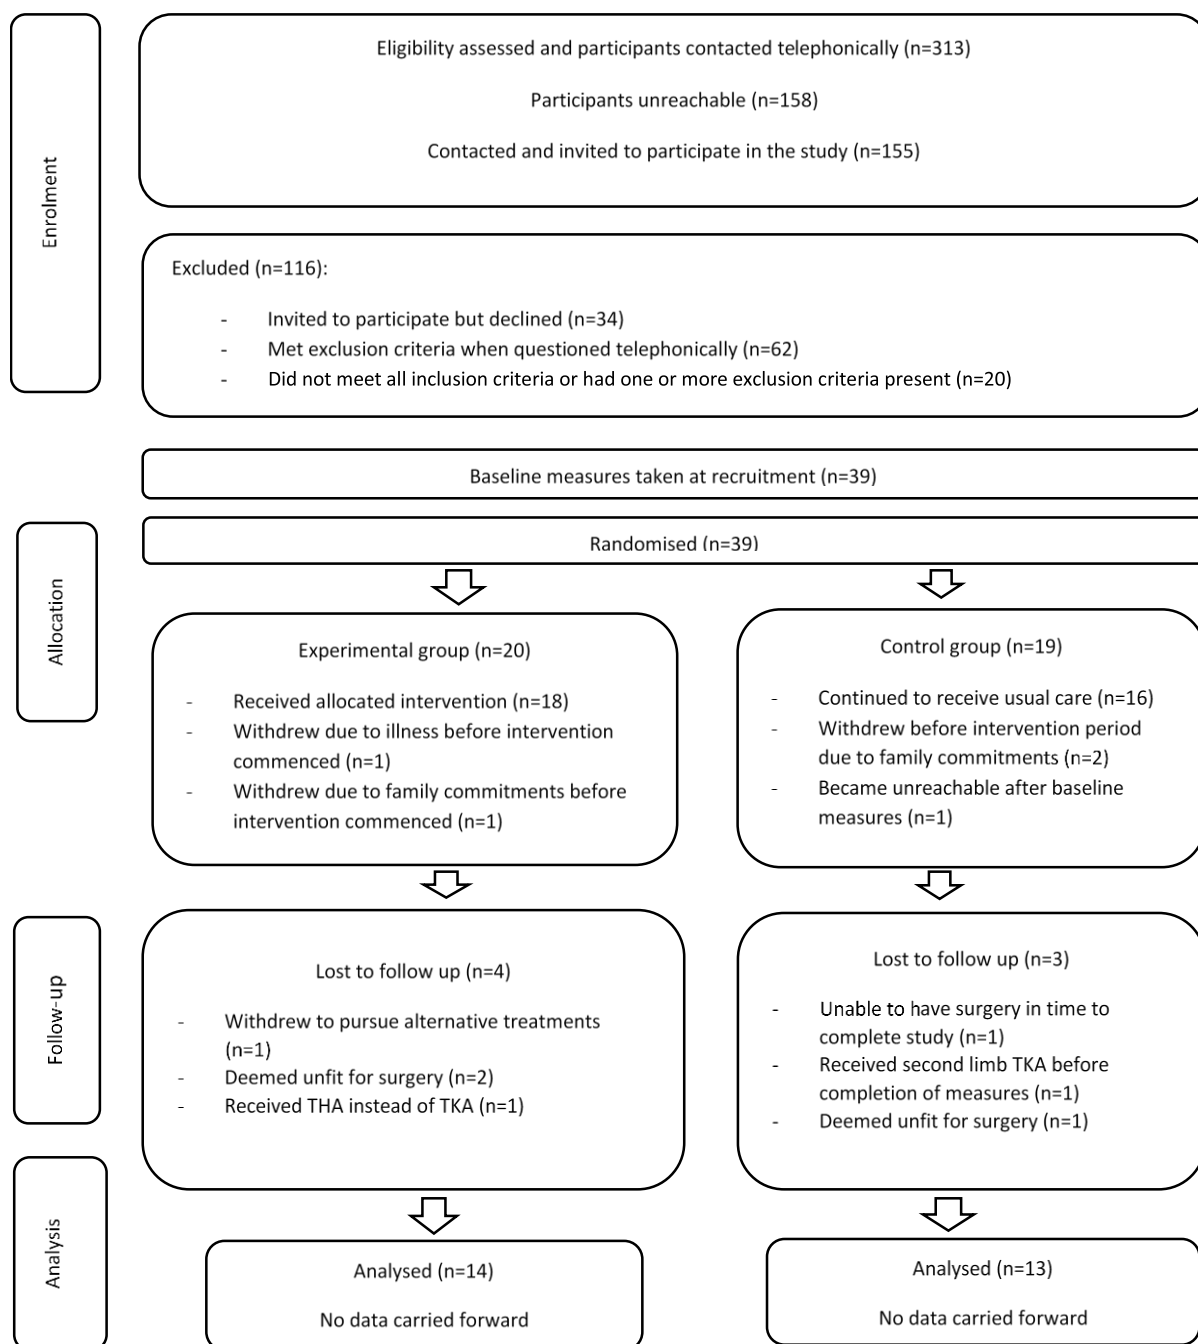 Enrolment
Eligibility assessed and participants contacted telephonically (n=313)
Participants unreachable (n=158)
Contacted and invited to participate in the study (n=155)
Excluded (n=116):
- Invited to participate but declined (n=34)
- Met exclusion criteria when questioned telephonically (n=62)
- Did not meet all inclusion criteria or had one or more exclusion criteria present (n=20)
Baseline measures taken at recruitment (n=39)
Allocation
Randomised (n=39)
Experimental group (n=20)
- Received allocated intervention (n=18)
- Withdrew due to illness before intervention
commenced (n=1)
- Withdrew due to family commitments before
intervention commenced (n=1)
Control group (n=19)
- Continued to receive usual care (n=16)
- Withdrew before intervention period
due to family commitments (n=2)
- Became unreachable after baseline
measures (n=1)
Follow-up
Lost to follow up (n=4)
- Withdrew to pursue alternative treatments
(n=1)
- Deemed unfit for surgery (n=2)
- Received THA instead of TKA (n=1)
Lost to follow up (n=3)
- Unable to have surgery in time to
complete study (n=1)
- Received second limb TKA before
completion of measures (n=1)
- Deemed unfit for surgery (n=1)
Analysis
Analysed (n=14)
No data carried forward
Analysed (n=13)
No data carried forward